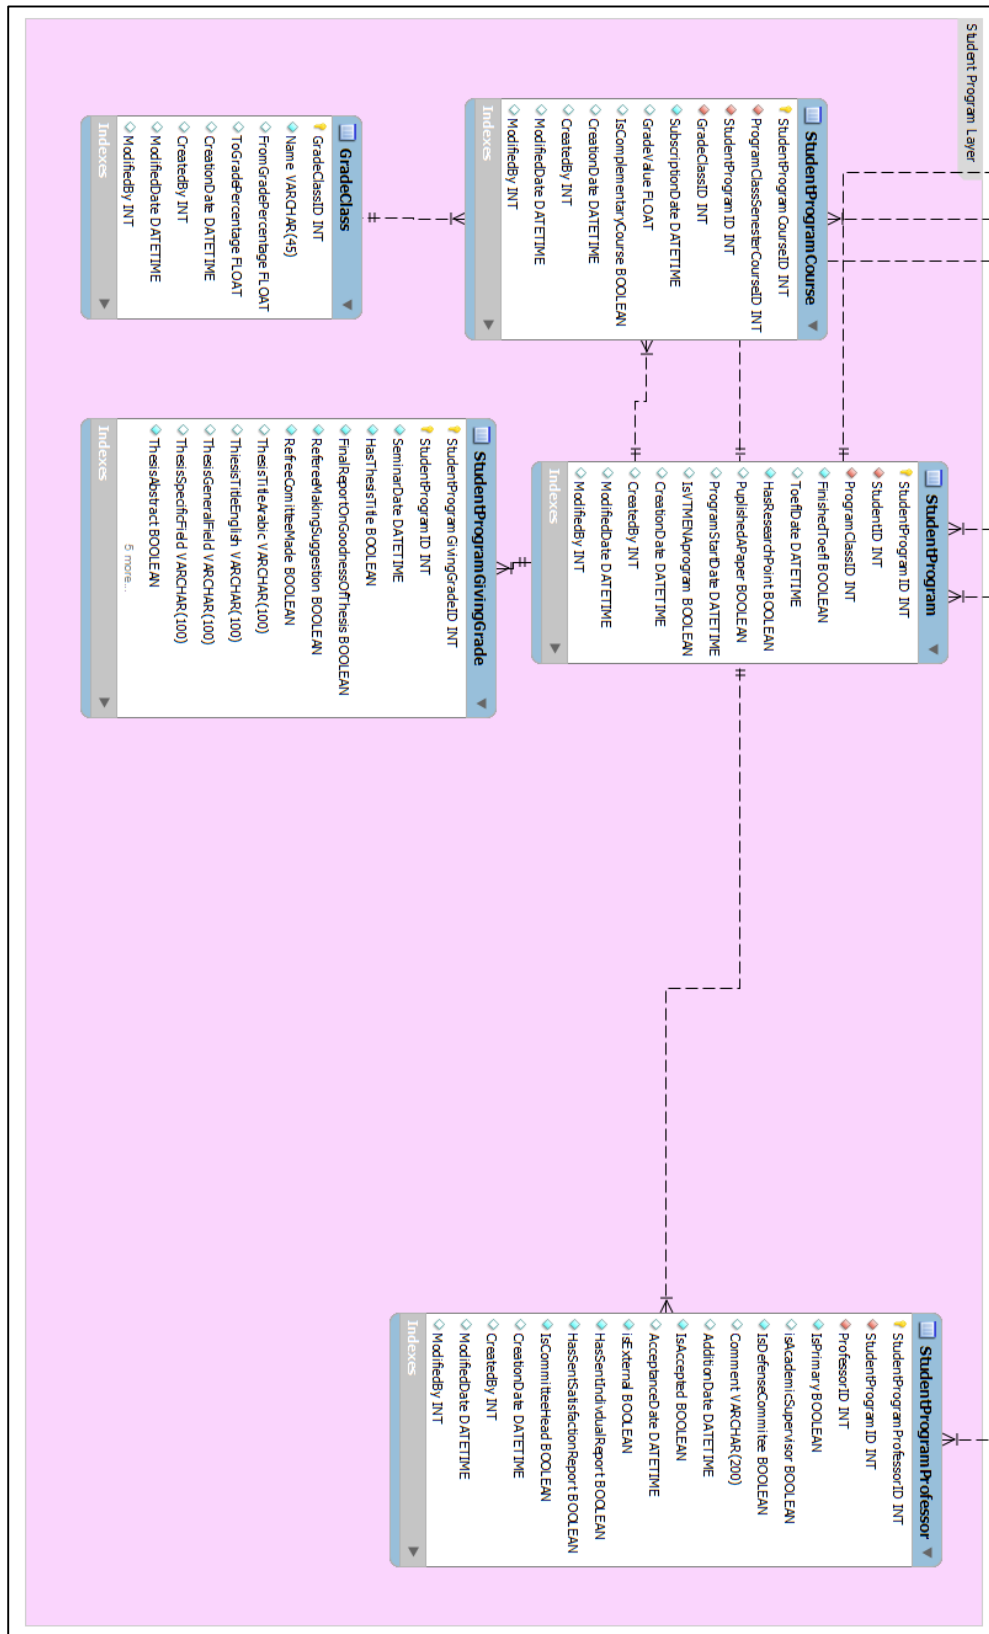 Student Program Layer
StudentProgramCourse
StudentProgramCourseID INT
ProgramClassSenesterCourseID INT
StudentProgramID INT
GradeClassID INT
SubscriptionDate DATETIME
GradeValue FLOAT
IsComplementaryCourse BOOLEAN
CreationDate DATETIME
CreatedBy INT
ModifiedDate DATETIME
ModifiedBy INT
Indexes
GradeClass
GradeClassID INT
Name VARCHAR(45)
FromGradePercentage FLOAT
ToGradePercentage FLOAT
CreationDate DATETIME
CreatedBy INT
ModifiedDate DATETIME
ModifiedBy INT
Indexes
StudentProgram
StudentProgramID INT
StudentID INT
ProgramClassID INT
FinishedToefl BOOLEAN
ToeflDate DATETIME
HasResearchPoint BOOLEAN
PuplishedAPaper BOOLEAN
ProgramStartDate DATETIME
IsVTMENAprogram BOOLEAN
CreationDate DATETIME
CreatedBy INT
ModifiedDate DATETIME
ModifiedBy INT
Indexes
StudentProgramGivingGrade
StudentProgramGivingGradeID INT
StudentProgramID INT
SeminarDate DATETIME
HasThesisTitle BOOLEAN
FinalReportOnGoodnessOfThesis BOOLEAN
RefereeMakingSuggestion BOOLEAN
RefreeComitteeMade BOOLEAN
ThesisTitleArabic VARCHAR(100)
ThiesisTitleEnglish VARCHAR(100)
ThesisGeneralField VARCHAR(100)
ThesisSpecificField VARCHAR(100)
ThesisAbstract BOOLEAN
5 more...
Indexes
StudentProgramProfessor
StudentProgramProfessorID INT
StudentProgramID INT
ProfessorID INT
IsPrimary BOOLEAN
isAcademicSupervisor BOOLEAN
IsDefenseCommitee BOOLEAN
Comment VARCHAR(200)
AdditionDate DATETIME
IsAccepted BOOLEAN
AcceptanceDate DATETIME
isExternal BOOLEAN
HasSentIndivdualReport BOOLEAN
HasSentSatisfactionReport BOOLEAN
IsCommitteeHead BOOLEAN
CreationDate DATETIME
CreatedBy INT
ModifiedDate DATETIME
ModifiedBy INT
Indexes